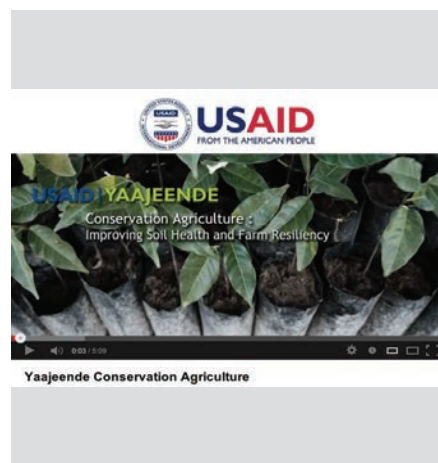 USAID
FROM THE AMERICAN PEOPLE
USAID|YAAJEENDE
Conservation Agriculture :
Improving Soil Health and Farm Resiliency
0:03 / 5:09
Yaajeende Conservation Agriculture